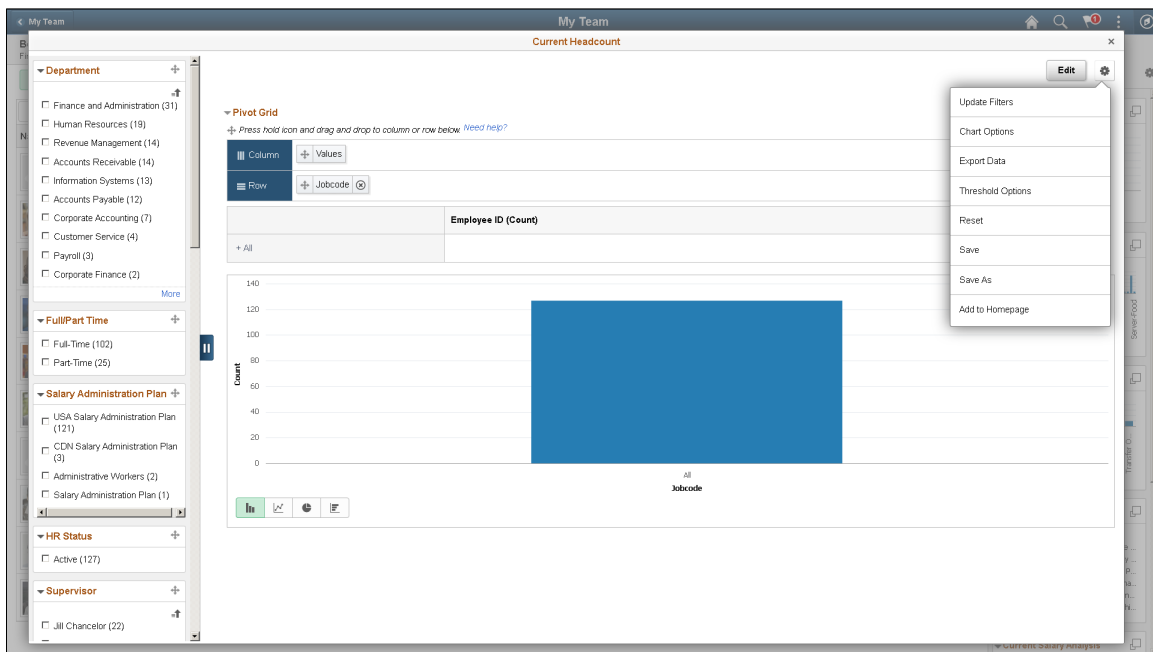 My Team
My Team
1
Current Headcount
×
Department
Finance and Administration (31)
Human Resources (19)
Revenue Management (14)
Accounts Receivable (14)
Information Systems (13)
Accounts Payable (12)
Corporate Accounting (7)
Customer Service (4)
Payroll (3)
Corporate Finance (2)
More
Full/Part Time
Full-Time (102)
Part-Time (25)
Salary Administration Plan
USA Salary Administration Plan
(121)
CDN Salary Administration Plan
(3)
Administrative Workers (2)
Salary Administration Plan (1)
HR Status
Active (127)
Supervisor
Jill Chancelor (22)
Edit
Pivot Grid
Press hold icon and drag and drop to column or row below. Need help?
Column
Values
Row
Jobcode
Employee ID (Count)
+ All
140
120
100
80
60
40
20
0
Count
All
Jobcode
Update Filters
Chart Options
Export Data
Threshold Options
Reset
Save
Save As
Add to Homepage
Server-Food
Current Salary Analysis